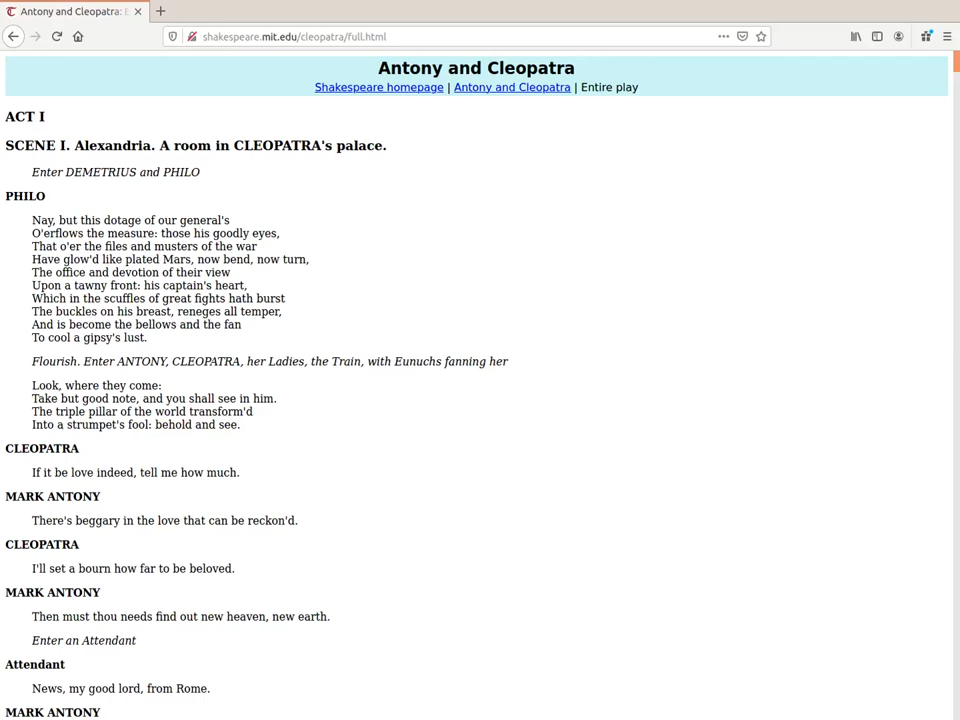 Antony and Cleopatra: E
shakespeare.mit.edu/cleopatra/full.html
Antony and Cleopatra
Shakespeare homepage | Antony and Cleopatra | Entire play
ACT I
SCENE I. Alexandria. A room in CLEOPATRA's palace.
Enter DEMETRIUS and PHILO
PHILO
Nay, but this dotage of our general's
O'erflows the measure: those his goodly eyes,
That o'er the files and musters of the war
Have glow'd like plated Mars, now bend, now turn,
The office and devotion of their view
Upon a tawny front: his captain's heart,
Which in the scuffles of great fights hath burst
The buckles on his breast, reneges all temper,
And is become the bellows and the fan
To cool a gipsy's lust.
Flourish. Enter ANTONY, CLEOPATRA, her Ladies, the Train, with Eunuchs fanning her
Look, where they come:
Take but good note, and you shall see in him.
The triple pillar of the world transform'd
Into a strumpet's fool: behold and see.
CLEOPATRA
If it be love indeed, tell me how much.
MARK ANTONY
There's beggary in the love that can be reckon'd.
CLEOPATRA
I'll set a bourn how far to be beloved.
MARK ANTONY
Then must thou needs find out new heaven, new earth.
Enter an Attendant
Attendant
News, my good lord, from Rome.
MARK ANTONY